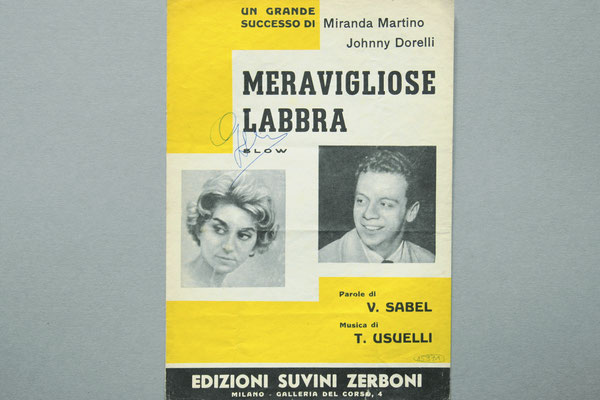 UN GRANDE
SUCCESSO DI Miranda Martino
Johnny Dorelli
MERAVIGLIOSE
LABBRA
SLOW
Parole di
V. SABEL
Musica di
T. USUELLI
EDIZIONI SUVINI ZERBONI
MILANO - GALLERIA DEL CORSO, 4